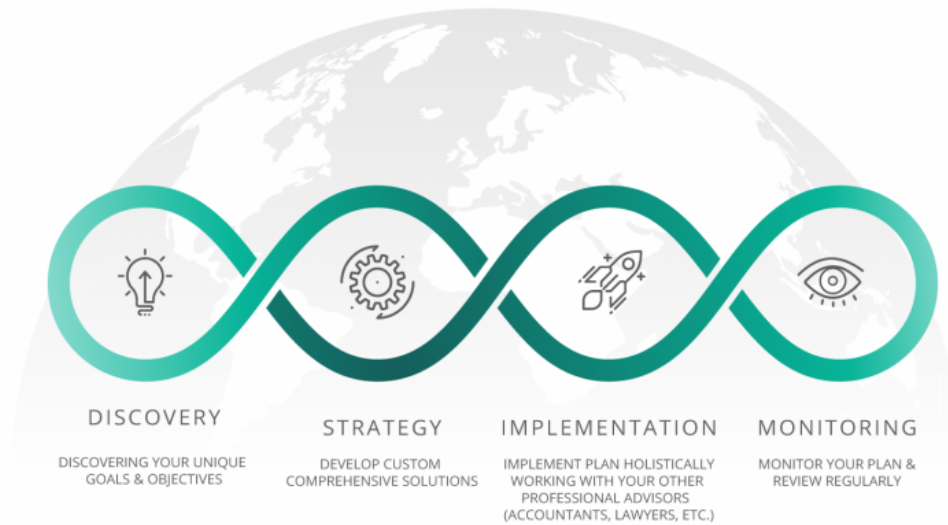 DISCOVERY
DISCOVERING YOUR UNIQUE
GOALS & OBJECTIVES
STRATEGY
DEVELOP CUSTOM
COMPREHENSIVE SOLUTIONS
IMPLEMENTATION
IMPLEMENT PLAN HOLISTICALLY
WORKING WITH YOUR OTHER
PROFESSIONAL ADVISORS
(ACCOUNTANTS, LAWYERS, ETC.)
MONITORING
MONITOR YOUR PLAN &
REVIEW REGULARLY